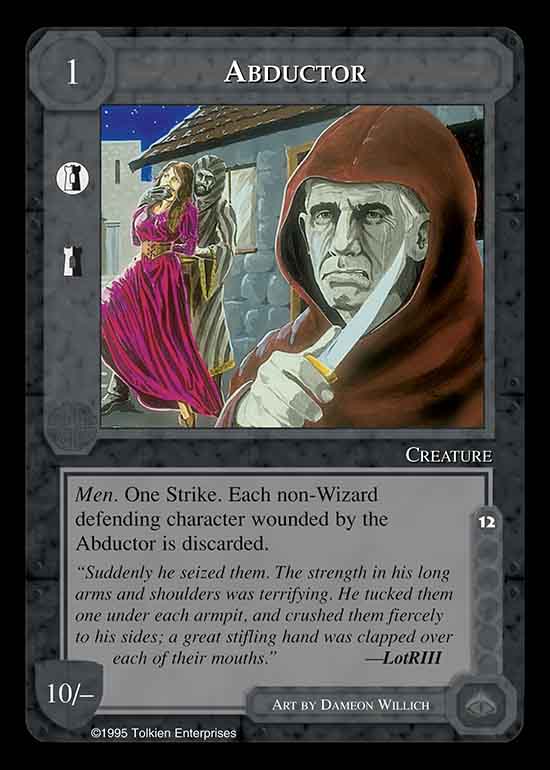 1
ABDUCTOR
CREATURE
Men. One Strike. Each non-Wizard
defending character wounded by the
Abductor is discarded.
12
“Suddenly he seized them. The strength in his long
arms and shoulders was terrifying. He tucked them
one under each armpit, and crushed them fiercely
to his sides; a great stifling hand was clapped over
each of their mouths.” —LotRIII
10/–
ART BY DAMEON WILLICH
©1995 Tolkien Enterprises